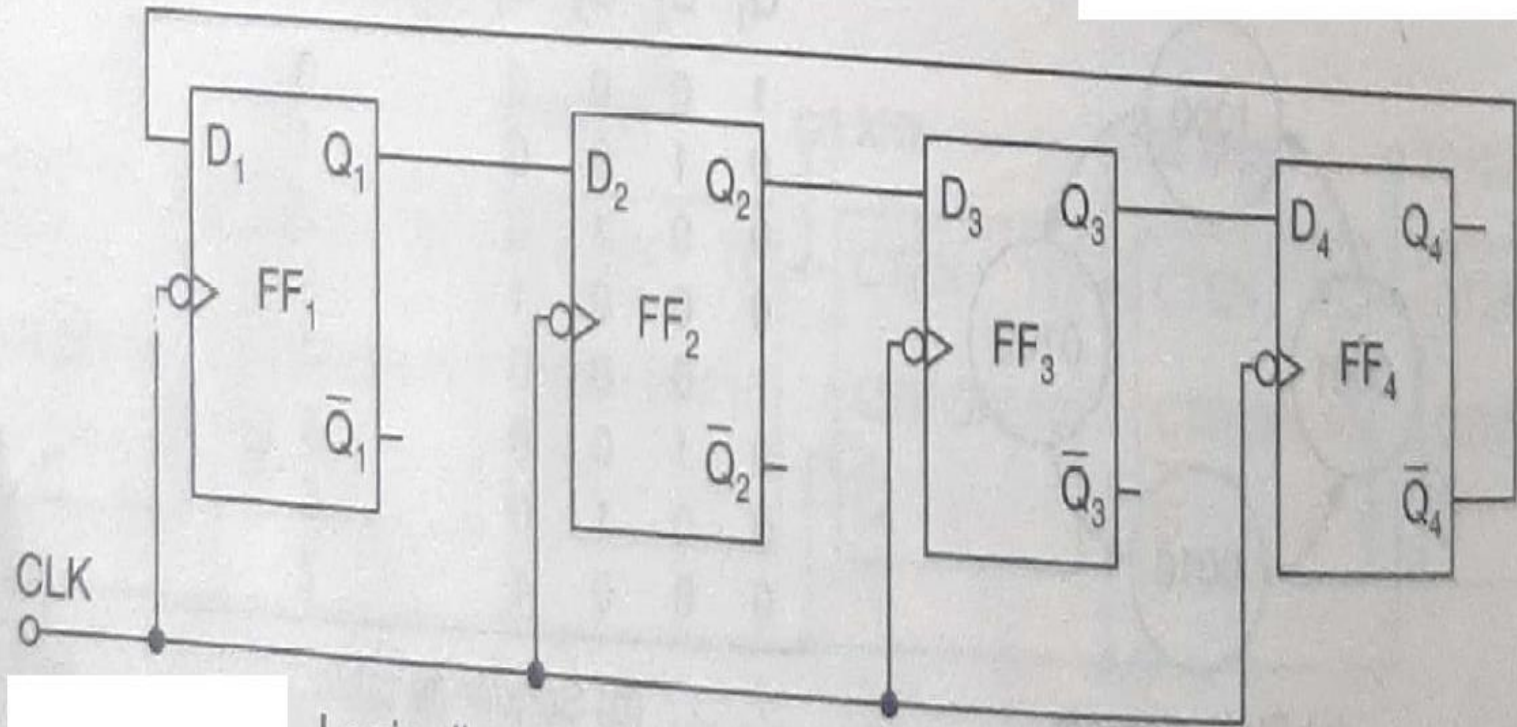 D₁ Q₁
FF₁
Q̄₁
D₂ Q₂
FF₂
Q̄₂
D₃ Q₃
FF₃
Q̄₃
D₄ Q₄
FF₄
Q̄₄
CLK